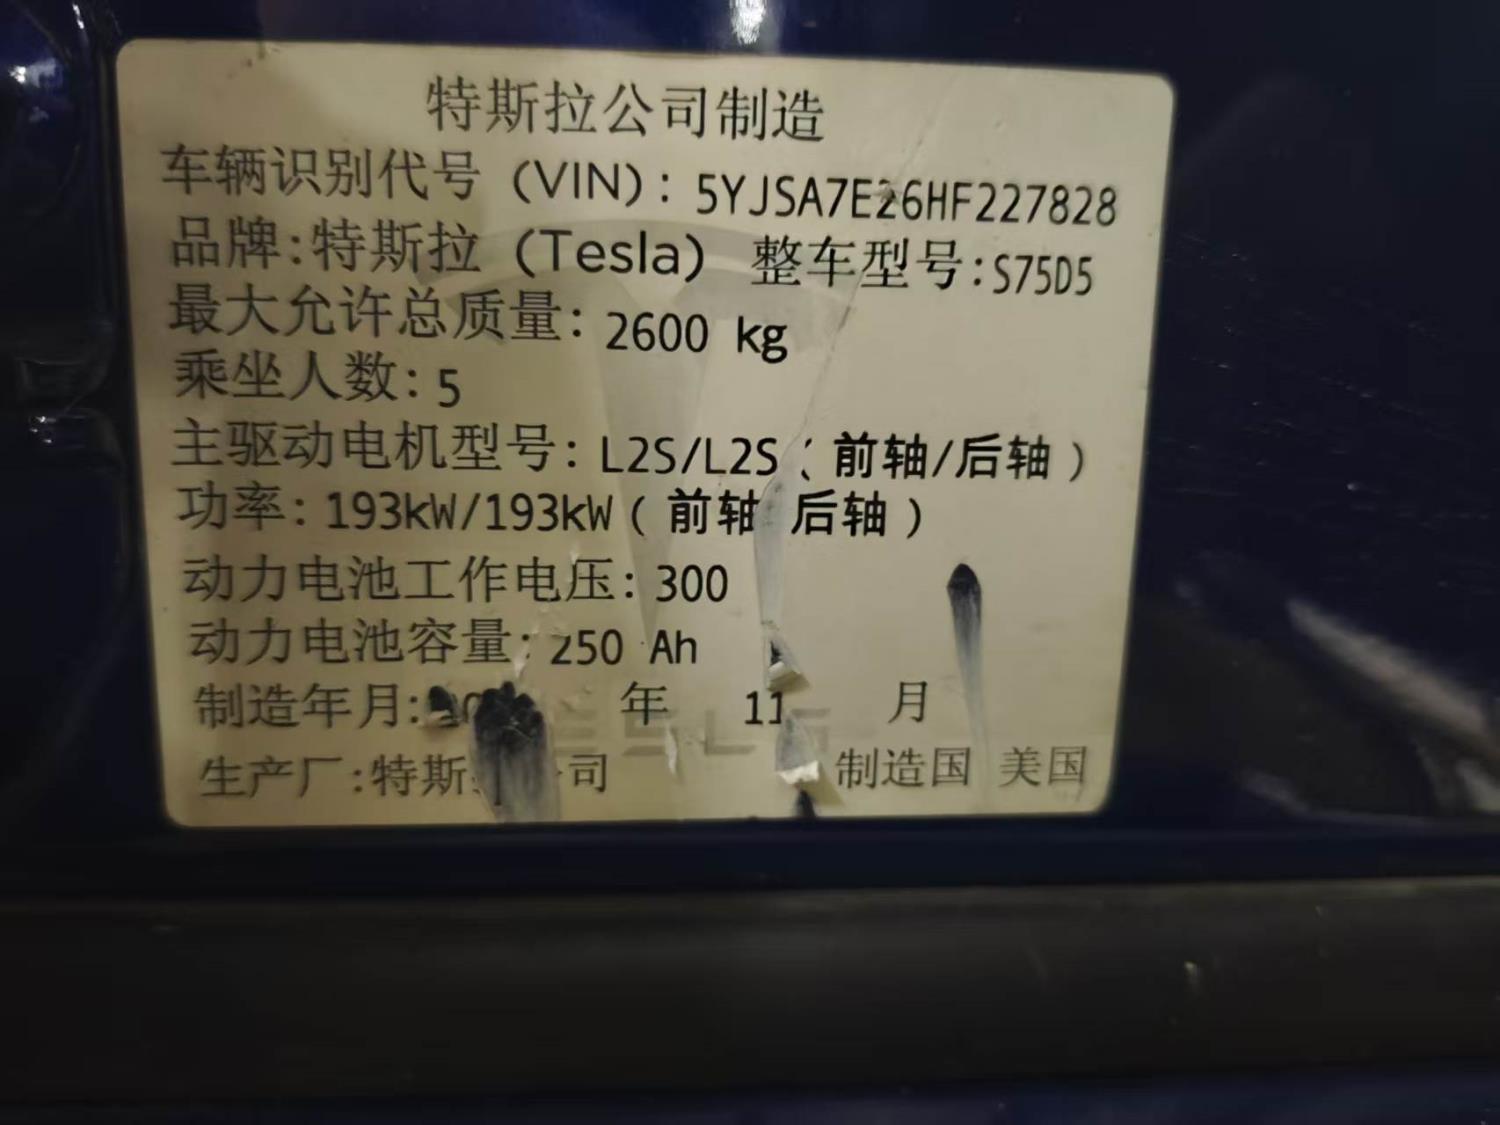 特斯拉公司制造
车辆识别代号（VIN）：5YJSA7E26HF227828
品牌：特斯拉（Tesla） 整车型号：S75D5
最大允许总质量：2600 kg
乘坐人数：5
主驱动电机型号：L2S/L2S（前轴/后轴）
功率：193kW/193kW（前轴 后轴）
动力电池工作电压：300
动力电池容量：250 Ah
制造年月： 年 11 月
生产厂：特斯 公司 制造国 美国